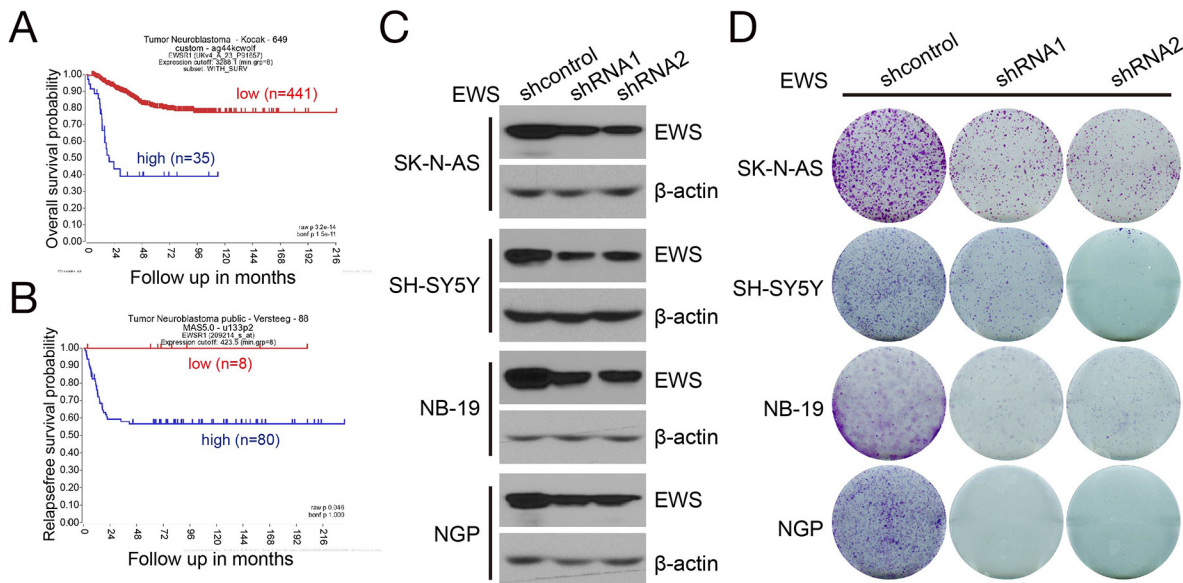 A
Tumor Neuroblastoma - Kocak - 649
custom - ag44kcwolf
EWSR1 (UKv4_A_23_P91657)
Expression cutoff: 3288.1 (min.grp=8)
subset: WITH_SURV
Overall survival probability
1.00
0.90
0.80
0.70
0.60
0.50
0.40
0.30
0.20
0.10
0.00
low (n=441)
high (n=35)
raw p 3.2e-14
bonf p 1.5e-11
0 24 48 72 96 120 144 168 192 216
Follow up in months
B
Tumor Neuroblastoma public - Versteeg - 88
MAS5.0 - u133p2
EWSR1 (209214_s_at)
Expression cutoff: 423.5 (min.grp=8)
Relapsefree survival probability
1.00
0.90
0.80
0.70
0.60
0.50
0.40
0.30
0.20
0.10
0.00
low (n=8)
high (n=80)
raw p 0.046
bonf p 1.000
0 24 48 72 96 120 144 168 192 216
Follow up in months
C
EWS shcontrol shRNA1 shRNA2
SK-N-AS
EWS
β-actin
SH-SY5Y
EWS
β-actin
NB-19
EWS
β-actin
NGP
EWS
β-actin
D
EWS shcontrol shRNA1 shRNA2
SK-N-AS
SH-SY5Y
NB-19
NGP